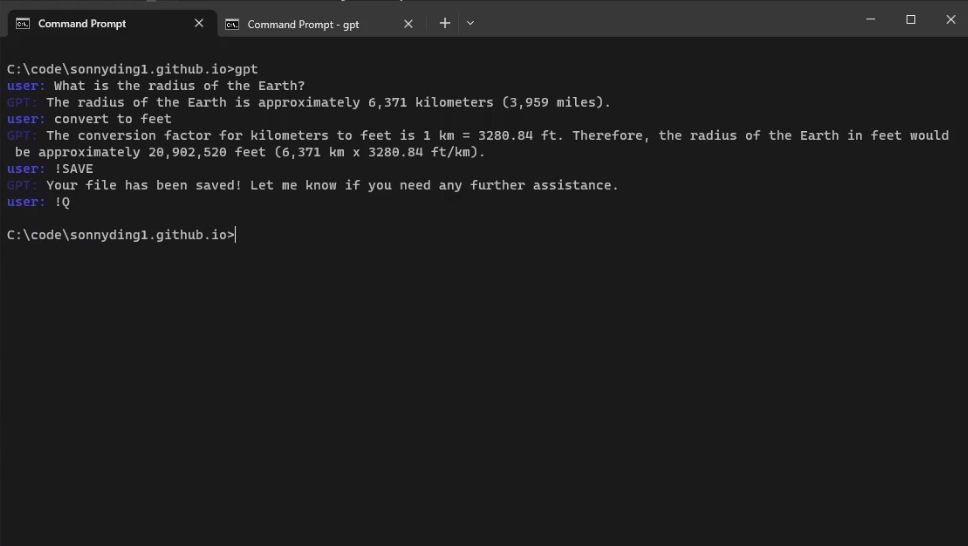 Command Prompt
Command Prompt - gpt
C:\code\sonnyding1.github.io>gpt
user: What is the radius of the Earth?
GPT: The radius of the Earth is approximately 6,371 kilometers (3,959 miles).
user: convert to feet
GPT: The conversion factor for kilometers to feet is 1 km = 3280.84 ft. Therefore, the radius of the Earth in feet would
be approximately 20,902,520 feet (6,371 km x 3280.84 ft/km).
user: !SAVE
GPT: Your file has been saved! Let me know if you need any further assistance.
user: !Q
C:\code\sonnyding1.github.io>